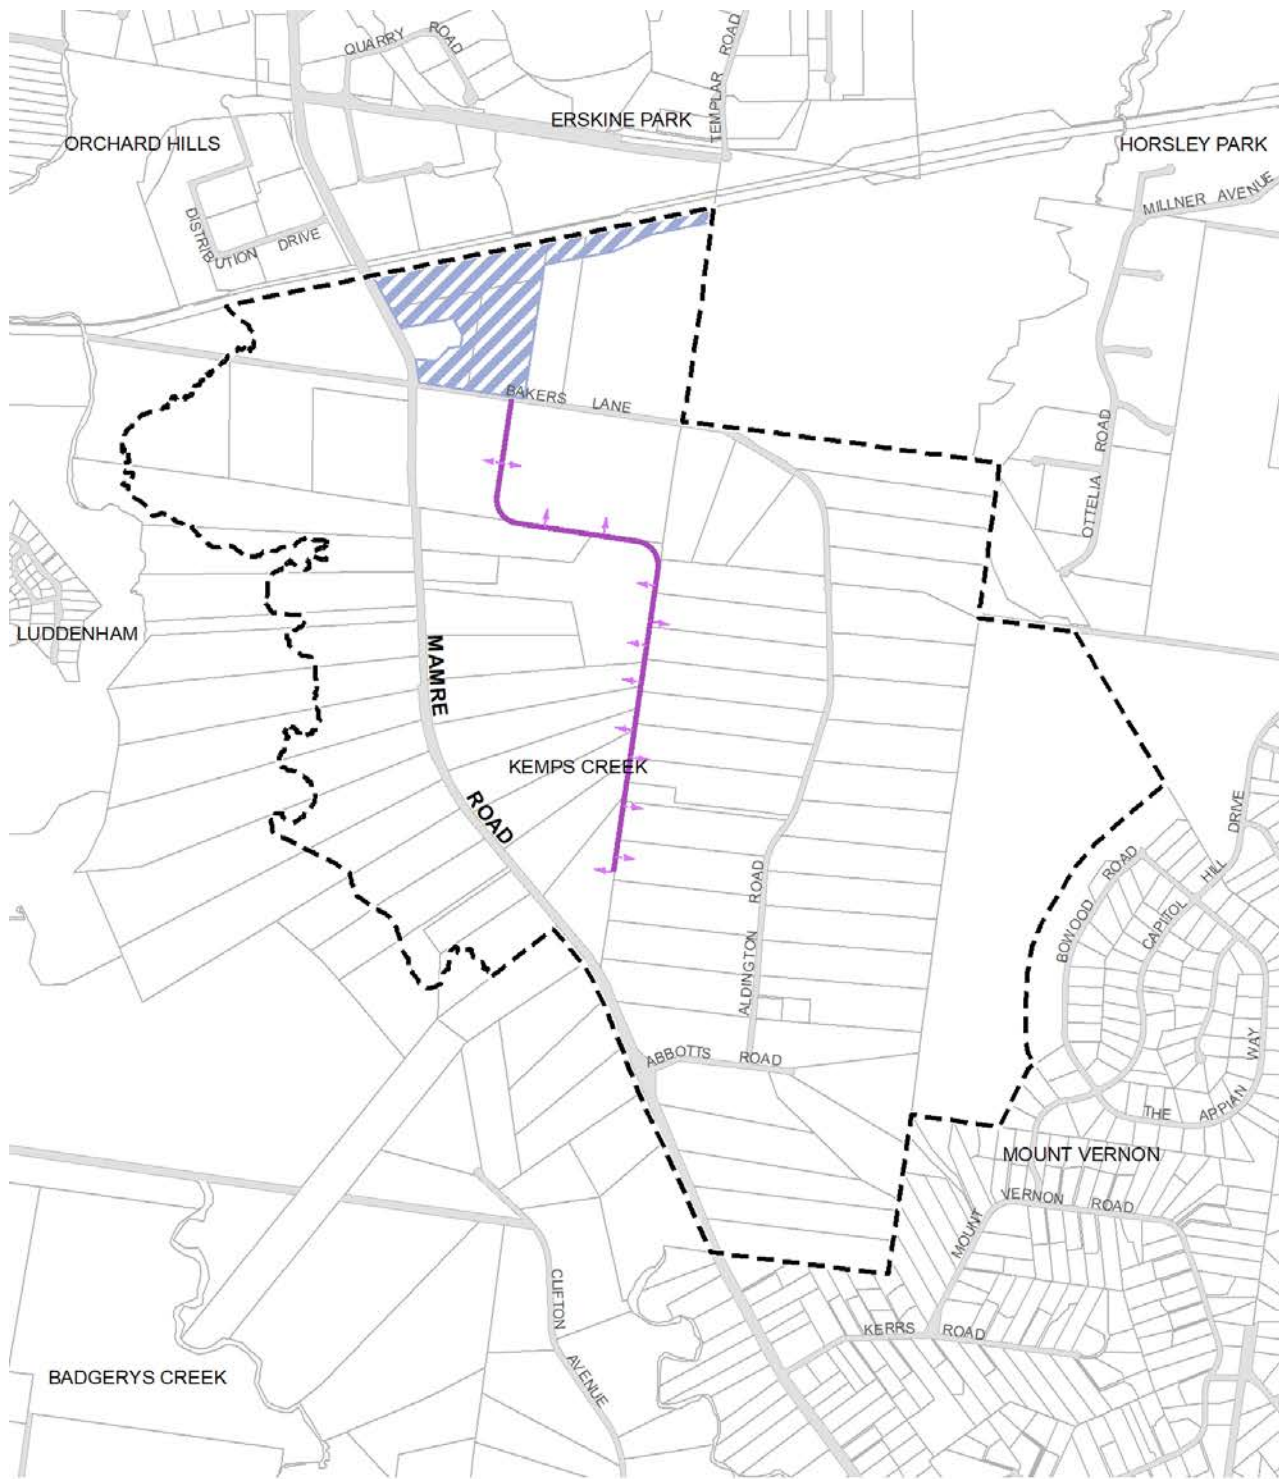 QUARRY ROAD
TEMPLAR ROAD
ERSKINE PARK
ORCHARD HILLS
HORSLEY PARK
MILLNER AVENUE
DISTRIBUTION DRIVE
BAKERS LANE
OTTELIA ROAD
LUDDENHAM
MAMRE ROAD
KEMPS CREEK
ALDINGTON ROAD
BOWOOD ROAD
CAPITOL HILL DRIVE
ABBOTTS ROAD
THE APPIAN WAY
MOUNT VERNON
MOUNT VERNON ROAD
CLIFTON AVENUE
KERRS ROAD
BADGERYS CREEK